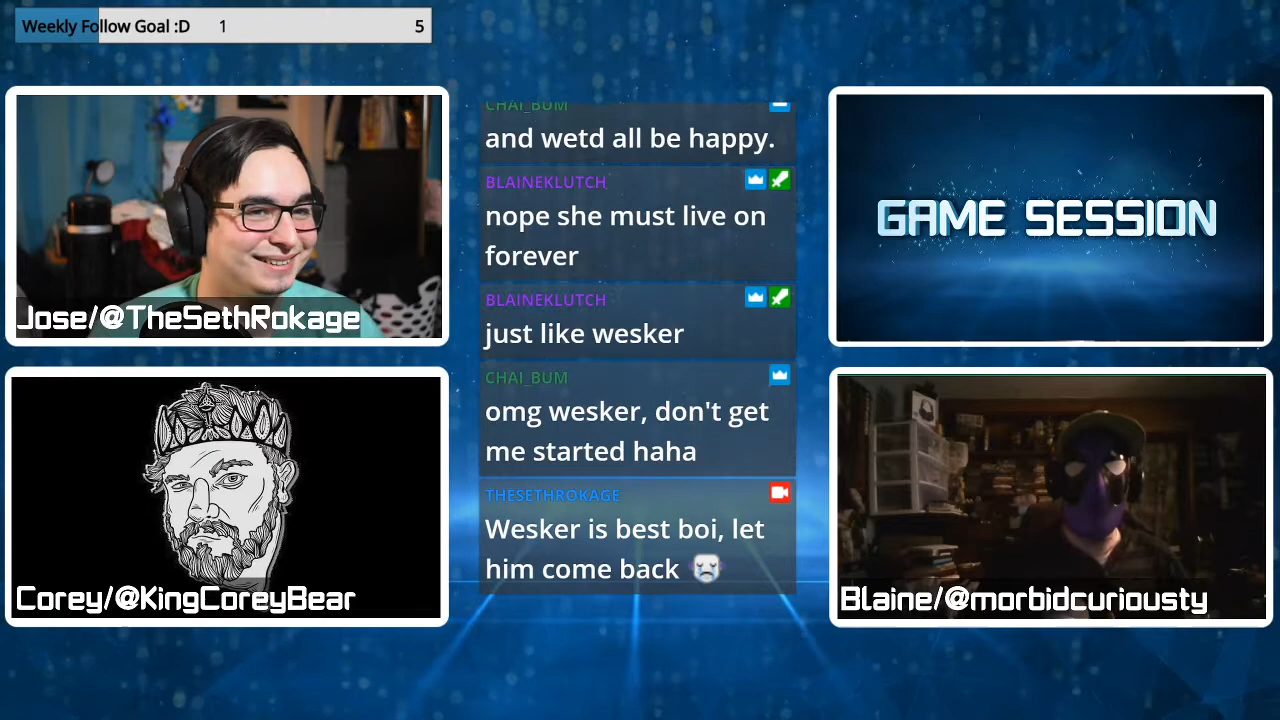 Weekly Follow Goal :D 1 5
CHAI_BUM
and wetd all be happy.
BLAINEKLUTCH
nope she must live on
forever
BLAINEKLUTCH
just like wesker
CHAI_BUM
omg wesker, don't get
me started haha
THESETHROKAGE
Wesker is best boi, let
him come back
Jose/@TheSethRokage
Corey/@KingCoreyBear
GAME SESSION
Blaine/@morbidcuriousty